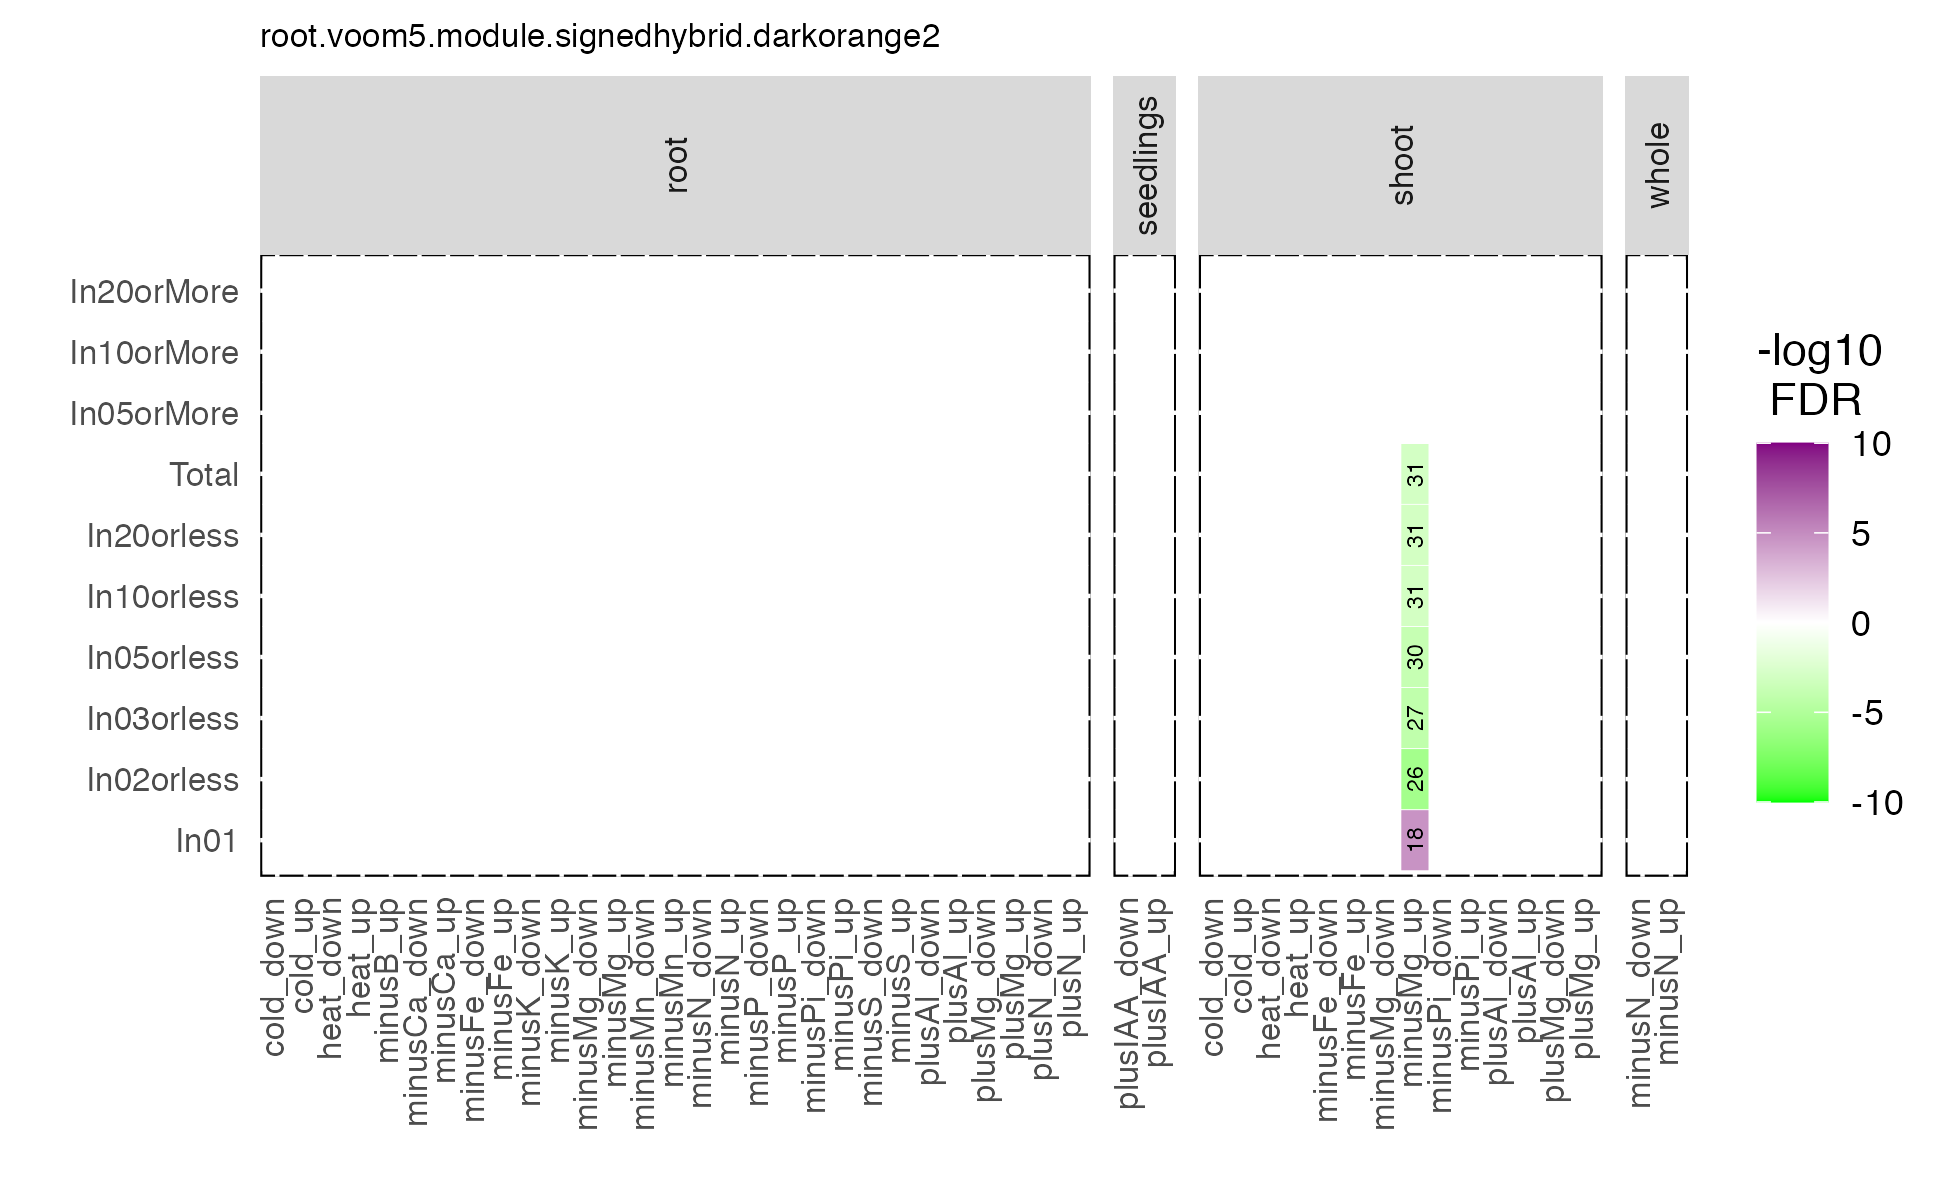 root.voom5.module.signedhybrid.darkorange2
root
seedlings
shoot
whole
In20orMore
In10orMore
In05orMore
Total
In20orless
In10orless
In05orless
In03orless
In02orless
In01
31
31
31
30
27
26
18
cold_down
cold_up
heat_down
heat_up
minusB_up
minusCa_down
minusCa_up
minusFe_down
minusFe_up
minusK_down
minusK_up
minusMg_down
minusMg_up
minusMn_down
minusMn_up
minusN_down
minusN_up
minusP_down
minusP_up
minusPi_down
minusPi_up
minusS_down
minusS_up
plusAl_down
plusAl_up
plusMg_down
plusMg_up
plusN_down
plusN_up
plusIAA_down
plusIAA_up
cold_down
cold_up
heat_down
heat_up
minusFe_down
minusFe_up
minusMg_down
minusMg_up
minusPi_down
minusPi_up
plusAl_down
plusAl_up
plusMg_down
plusMg_up
minusN_down
minusN_up
-log10
FDR
10
5
0
-5
-10